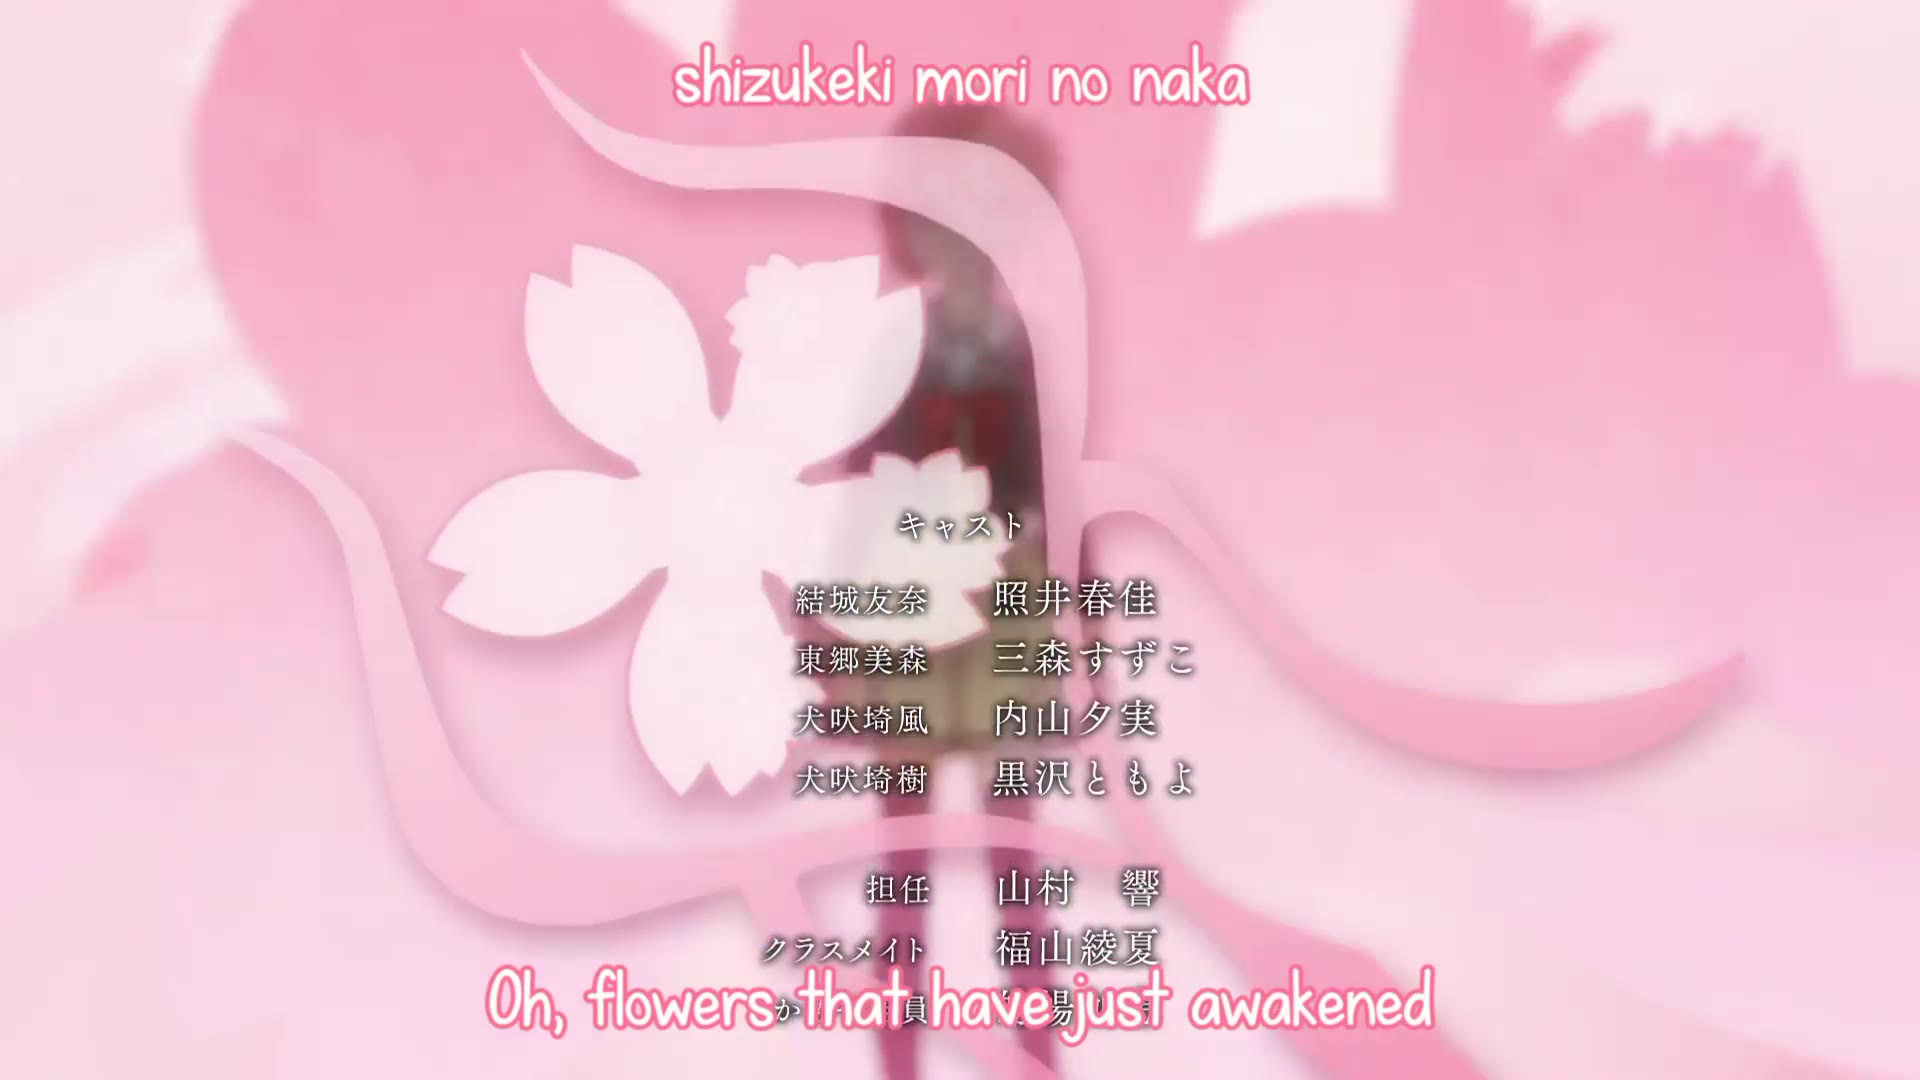 shizukeki mori no naka
キャスト
結城友奈 照井春佳
東郷美森 三森すずこ
犬吠埼風 内山夕実
犬吠埼樹 黒沢ともよ
担任 山村 響
クラスメイト 福山綾夏
Oh, flowers that have just awakened